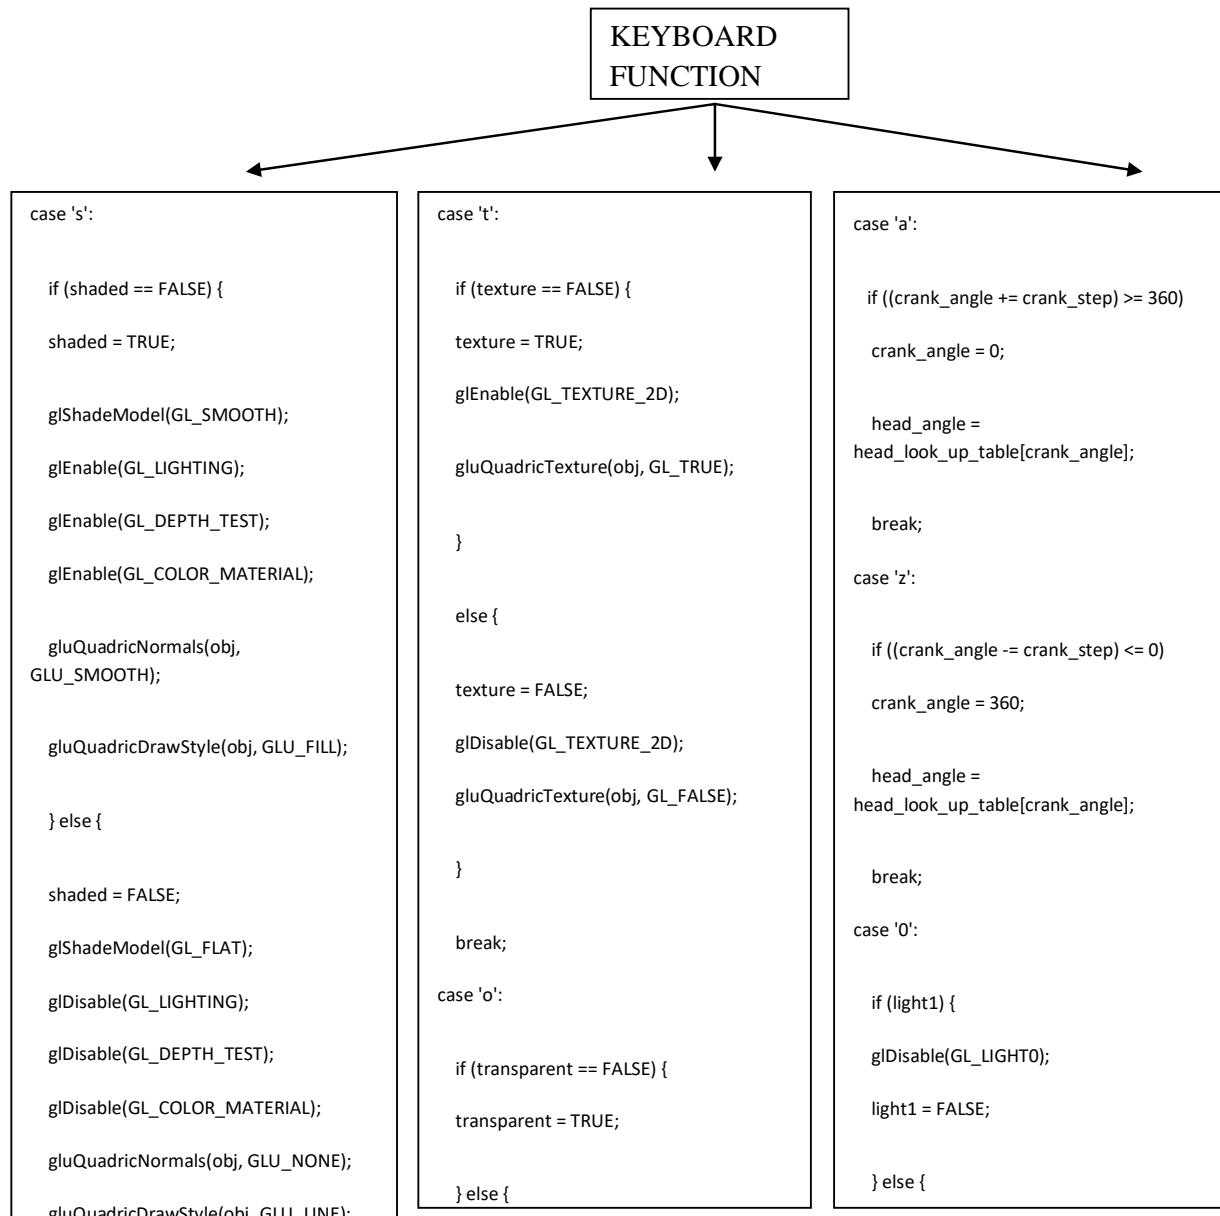 KEYBOARD
FUNCTION
case 's':
if (shaded == FALSE) {
shaded = TRUE;
glShadeModel(GL_SMOOTH);
glEnable(GL_LIGHTING);
glEnable(GL_DEPTH_TEST);
glEnable(GL_COLOR_MATERIAL);
gluQuadricNormals(obj,
GLU_SMOOTH);
gluQuadricDrawStyle(obj, GLU_FILL);
} else {
shaded = FALSE;
glShadeModel(GL_FLAT);
glDisable(GL_LIGHTING);
glDisable(GL_DEPTH_TEST);
glDisable(GL_COLOR_MATERIAL);
gluQuadricNormals(obj, GLU_NONE);
gluQuadricDrawStyle(obj, GLU_LINE);
case 't':
if (texture == FALSE) {
texture = TRUE;
glEnable(GL_TEXTURE_2D);
gluQuadricTexture(obj, GL_TRUE);
}
else {
texture = FALSE;
glDisable(GL_TEXTURE_2D);
gluQuadricTexture(obj, GL_FALSE);
}
break;
case 'o':
if (transparent == FALSE) {
transparent = TRUE;
} else {
case 'a':
if ((crank_angle += crank_step) >= 360)
crank_angle = 0;
head_angle =
head_look_up_table[crank_angle];
break;
case 'z':
if ((crank_angle -= crank_step) <= 0)
crank_angle = 360;
head_angle =
head_look_up_table[crank_angle];
break;
case '0':
if (light1) {
glDisable(GL_LIGHT0);
light1 = FALSE;
} else {